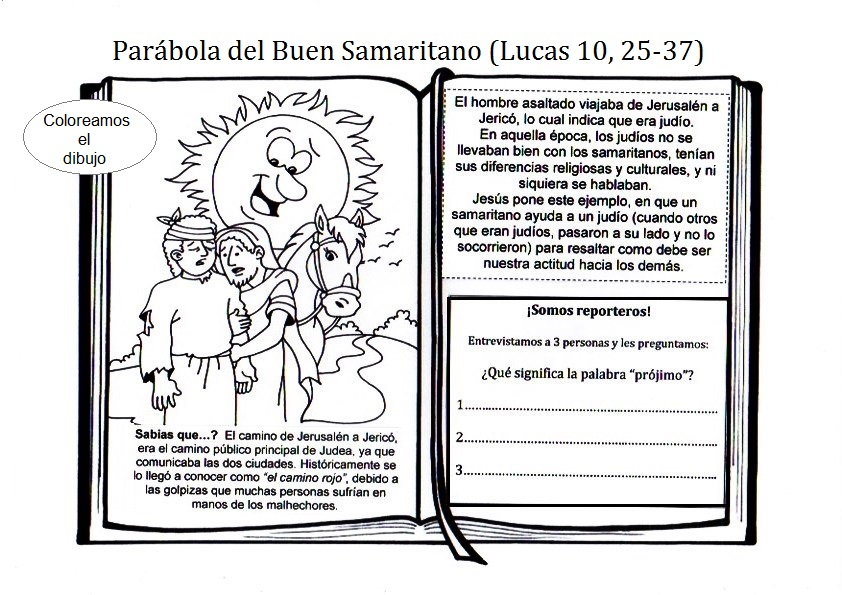 Parábola del Buen Samaritano (Lucas 10, 25-37)
Coloreamos
el
dibujo
Sabias que...? El camino de Jerusalén a Jericó,
era el camino público principal de Judea, ya que
comunicaba las dos ciudades. Históricamente se
lo llegó a conocer como "el camino rojo", debido a
las golpizas que muchas personas sufrían en
manos de los malhechores.
El hombre asaltado viajaba de Jerusalén a
Jericó, lo cual indica que era judío.
En aquella época, los judíos no se
llevaban bien con los samaritanos, tenían
sus diferencias religiosas y culturales, y ni
siquiera se hablaban.
Jesús pone este ejemplo, en que un
samaritano ayuda a un judío (cuando otros
que eran judíos, pasaron a su lado y no lo
socorrieron) para resaltar como debe ser
nuestra actitud hacia los demás.
¡Somos reporteros!
Entrevistamos a 3 personas y les preguntamos:
¿Qué significa la palabra "prójimo"?
1..................................................................
2..................................................................
3..................................................................